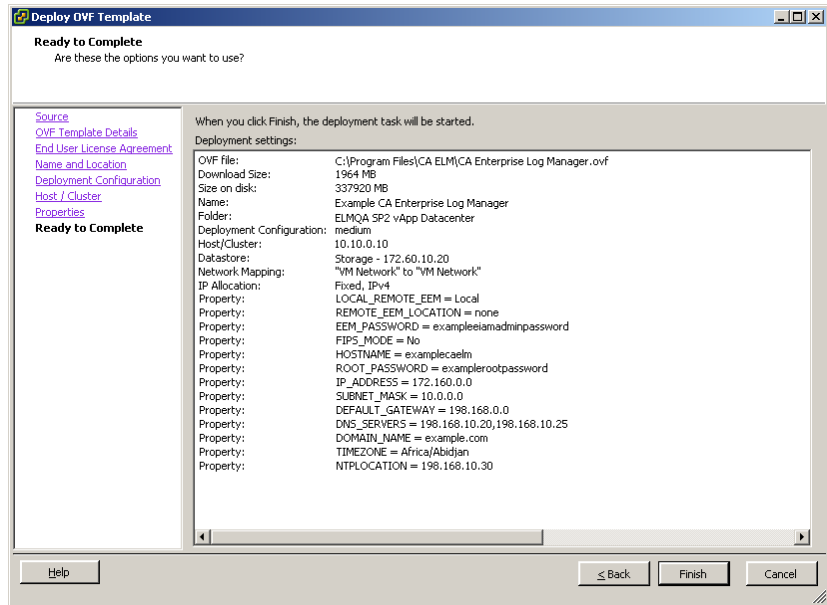 Deploy OVF Template
Ready to Complete
Are these the options you want to use?
Source
OVF Template Details
End User License Agreement
Name and Location
Deployment Configuration
Host / Cluster
Properties
Ready to Complete
When you click Finish, the deployment task will be started.
Deployment settings:
OVF file: C:\Program Files\CA ELM\CA Enterprise Log Manager.ovf
Download Size: 1964 MB
Size on disk: 337920 MB
Name: Example CA Enterprise Log Manager
Folder: ELMQA SP2 vApp Datacenter
Deployment Configuration: medium
Host/Cluster: 10.10.0.10
Datastore: Storage - 172.60.10.20
Network Mapping: "VM Network" to "VM Network"
IP Allocation: Fixed, IPv4
Property: LOCAL_REMOTE_EEM = Local
Property: REMOTE_EEM_LOCATION = none
Property: EEM_PASSWORD = exampleeiamadminpassword
Property: FIPS_MODE = No
Property: HOSTNAME = examplecaelm
Property: ROOT_PASSWORD = examplerootpassword
Property: IP_ADDRESS = 172.160.0.0
Property: SUBNET_MASK = 10.0.0.0
Property: DEFAULT_GATEWAY = 198.168.0.0
Property: DNS_SERVERS = 198.168.10.20,198.168.10.25
Property: DOMAIN_NAME = example.com
Property: TIMEZONE = Africa/Abidjan
Property: NTPLOCATION = 198.168.10.30
Help
< Back
Finish
Cancel